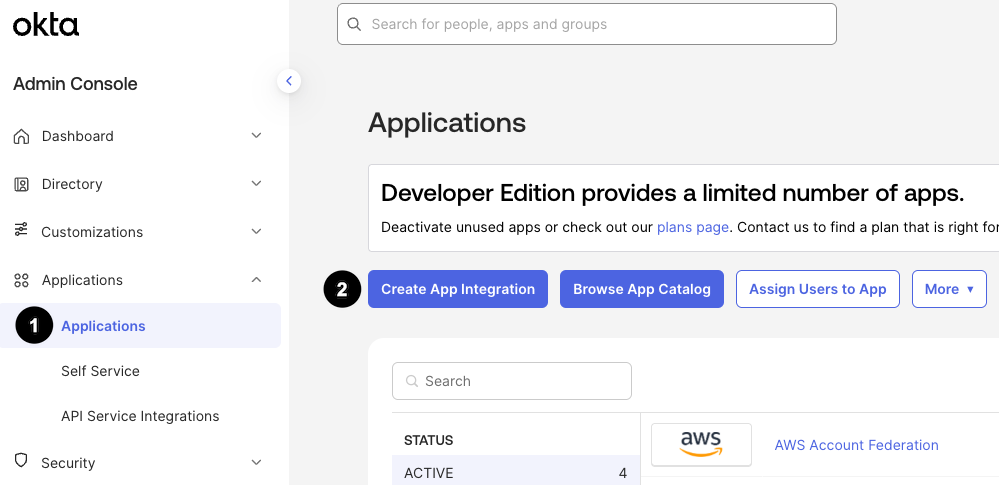 okta
Search for people, apps and groups
Admin Console
Dashboard
Directory
Customizations
Applications
1 Applications
Self Service
API Service Integrations
Security
Applications
Developer Edition provides a limited number of apps.
Deactivate unused apps or check out our plans page. Contact us to find a plan that is right for
2 Create App Integration Browse App Catalog Assign Users to App More
Search
STATUS
ACTIVE 4
aws AWS Account Federation